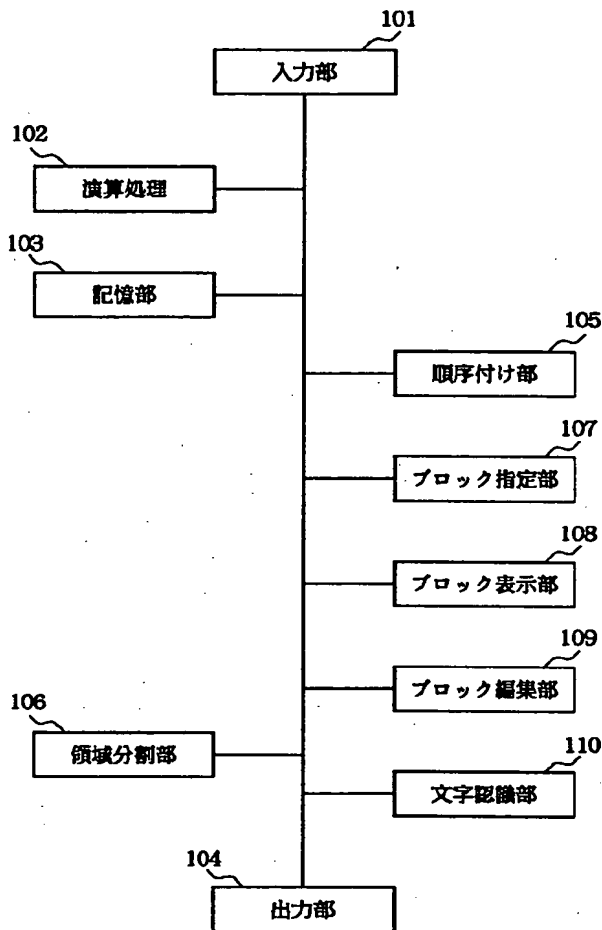 101
入力部
102
演算処理
103
記憶部
105
順序付け部
107
ブロック指定部
108
ブロック表示部
109
ブロック編集部
106
領域分割部
110
文字認識部
104
出力部